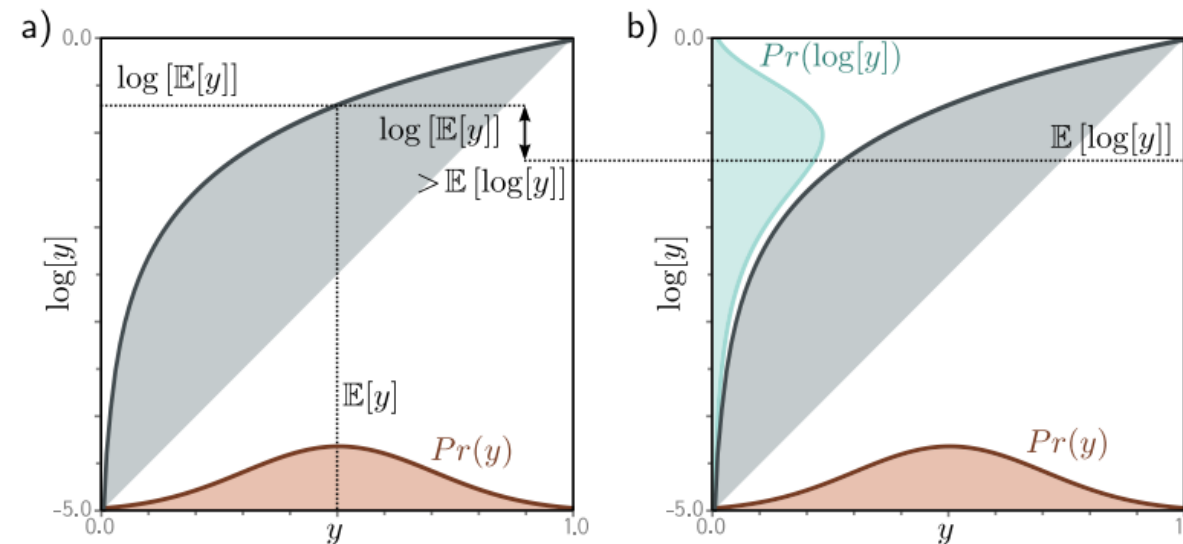 a)
0.0
log [𝔼[y]]
log [𝔼[y]]
> 𝔼 [log[y]]
log[y]
𝔼[y]
Pr(y)
-5.0
0.0
y
1.0
b)
0.0
Pr(log[y])
𝔼 [log[y]]
log[y]
Pr(y)
-5.0
0.0
y